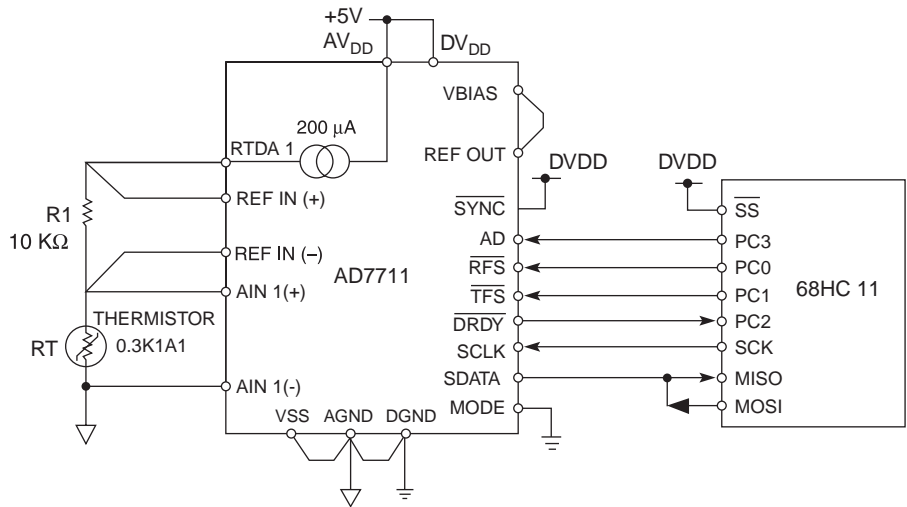 +5V
AVDD
DVDD
VBIAS
200 μA
RTDA 1
REF OUT
DVDD
DVDD
REF IN (+)
SYNC
SS
R1
10 KΩ
AD
PC3
REF IN (–)
RFS
PC0
AD7711
68HC 11
AIN 1(+)
TFS
PC1
THERMISTOR
0.3K1A1
RT
DRDY
PC2
SCLK
SCK
SDATA
MISO
AIN 1(-)
MODE
MOSI
VSS
AGND
DGND